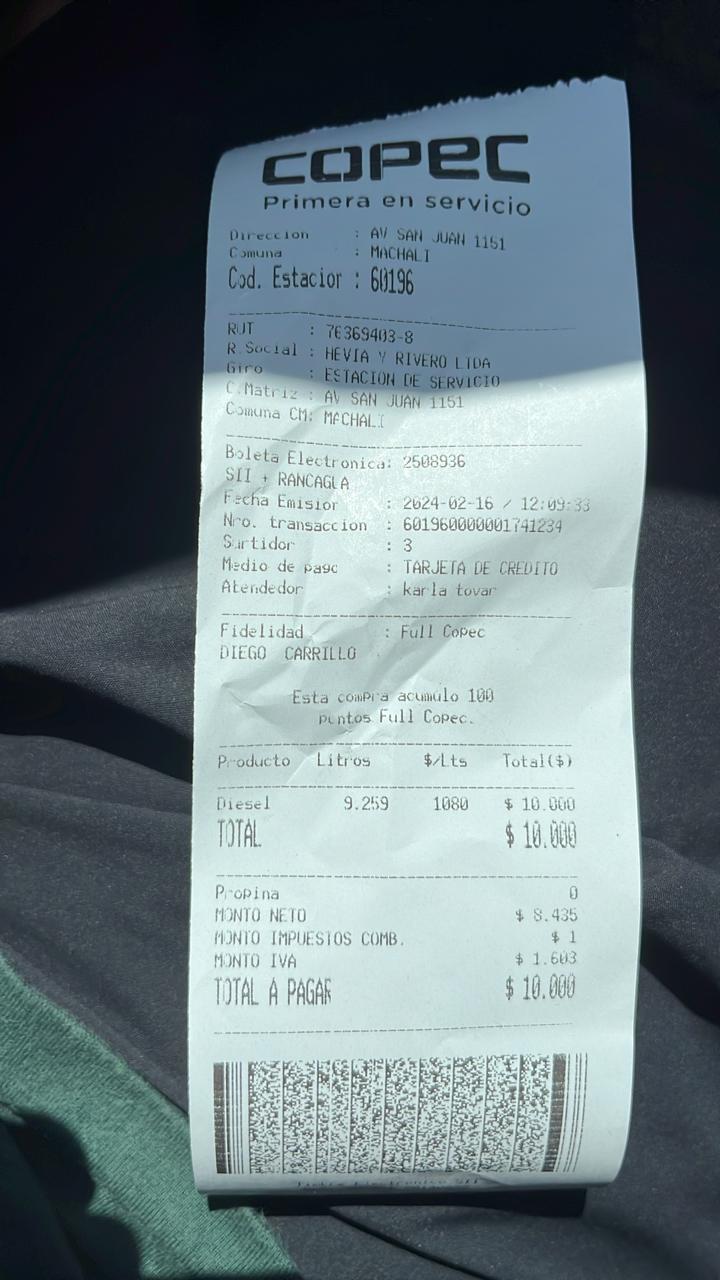 copec
Primera en servicio
Direccion : AV SAN JUAN 1151
Comuna : MACHALI
Cod. Estacion : 60196
RUT : 76369403-8
R.Social : HEVIA Y RIVERO LTDA
Giro : ESTACION DE SERVICIO
C.Matriz : AV SAN JUAN 1151
Comuna CM: MACHALI
Boleta Electronica: 2508936
SII + RANCAGUA
Fecha Emision : 2024-02-16 / 12:09:33
Nro. transaccion : 601960000001741234
Surtidor : 3
Medio de pago : TARJETA DE CREDITO
Atendedor : karla tovar
Fidelidad : Full Copec
DIEGO CARRILLO
Esta compra acumulo 100
puntos Full Copec.
Producto Litros $/Lts Total($)
Diesel 9.259 1080 $ 10.000
TOTAL $ 10.000
Propina 0
MONTO NETO $ 8.435
MONTO IMPUESTOS COMB. $ 1
MONTO IVA $ 1.603
TOTAL A PAGAR $ 10.000
Timbre Electronico SII